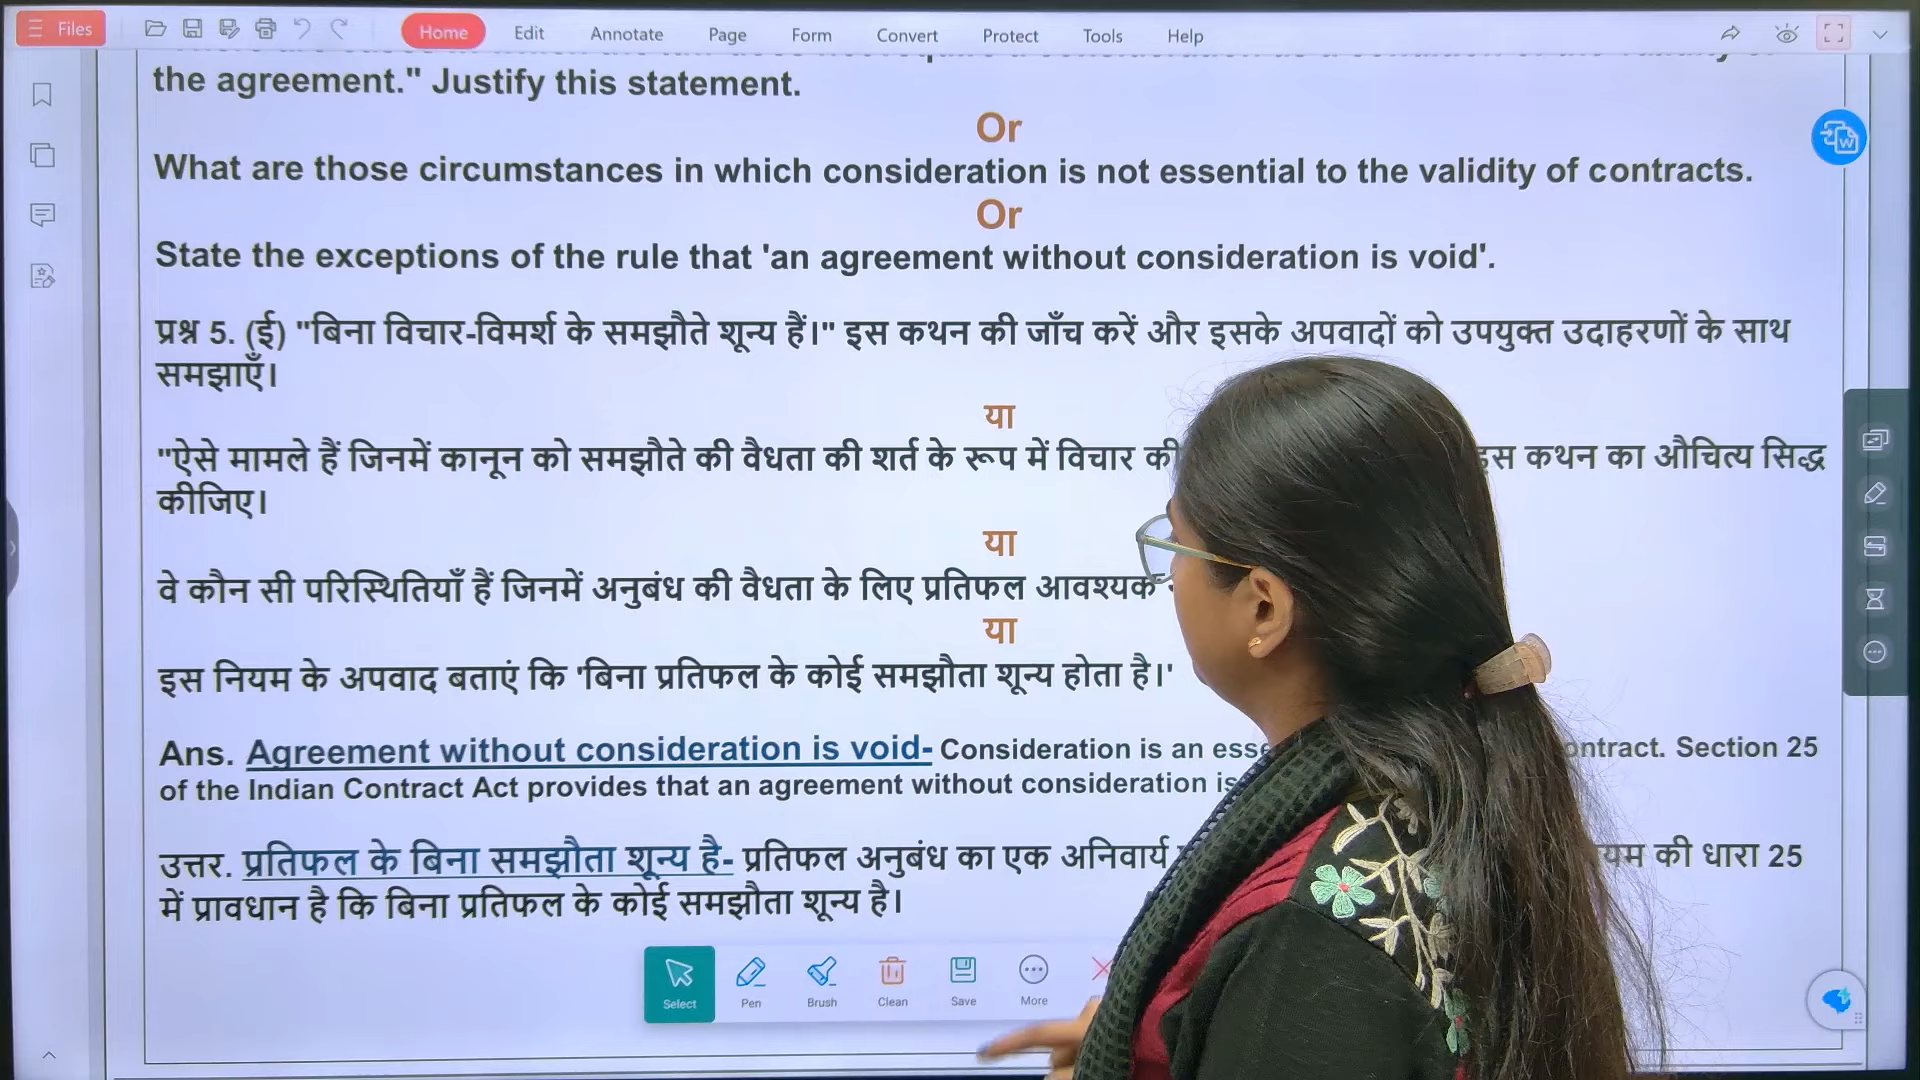 Files
Home Edit Annotate Page Form Convert Protect Tools Help
the agreement." Justify this statement.
Or
What are those circumstances in which consideration is not essential to the validity of contracts.
Or
State the exceptions of the rule that 'an agreement without consideration is void'.
प्रश्न 5. (ई) "बिना विचार-विमर्श के समझौते शून्य हैं।" इस कथन की जाँच करें और इसके अपवादों को उपयुक्त उदाहरणों के साथ
समझाएँ।
या
"ऐसे मामले हैं जिनमें कानून को समझौते की वैधता की शर्त के रूप में विचार की इस कथन का औचित्य सिद्ध
कीजिए।
या
वे कौन सी परिस्थितियाँ हैं जिनमें अनुबंध की वैधता के लिए प्रतिफल आवश्यक
या
इस नियम के अपवाद बताएं कि 'बिना प्रतिफल के कोई समझौता शून्य होता है।'
Ans. Agreement without consideration is void- Consideration is an contract. Section 25
of the Indian Contract Act provides that an agreement without consideration is
उत्तर. प्रतिफल के बिना समझौता शून्य है- प्रतिफल अनुबंध का एक अनिवार्य की धारा 25
में प्रावधान है कि बिना प्रतिफल के कोई समझौता शून्य है।
Select Pen Brush Clean Save More